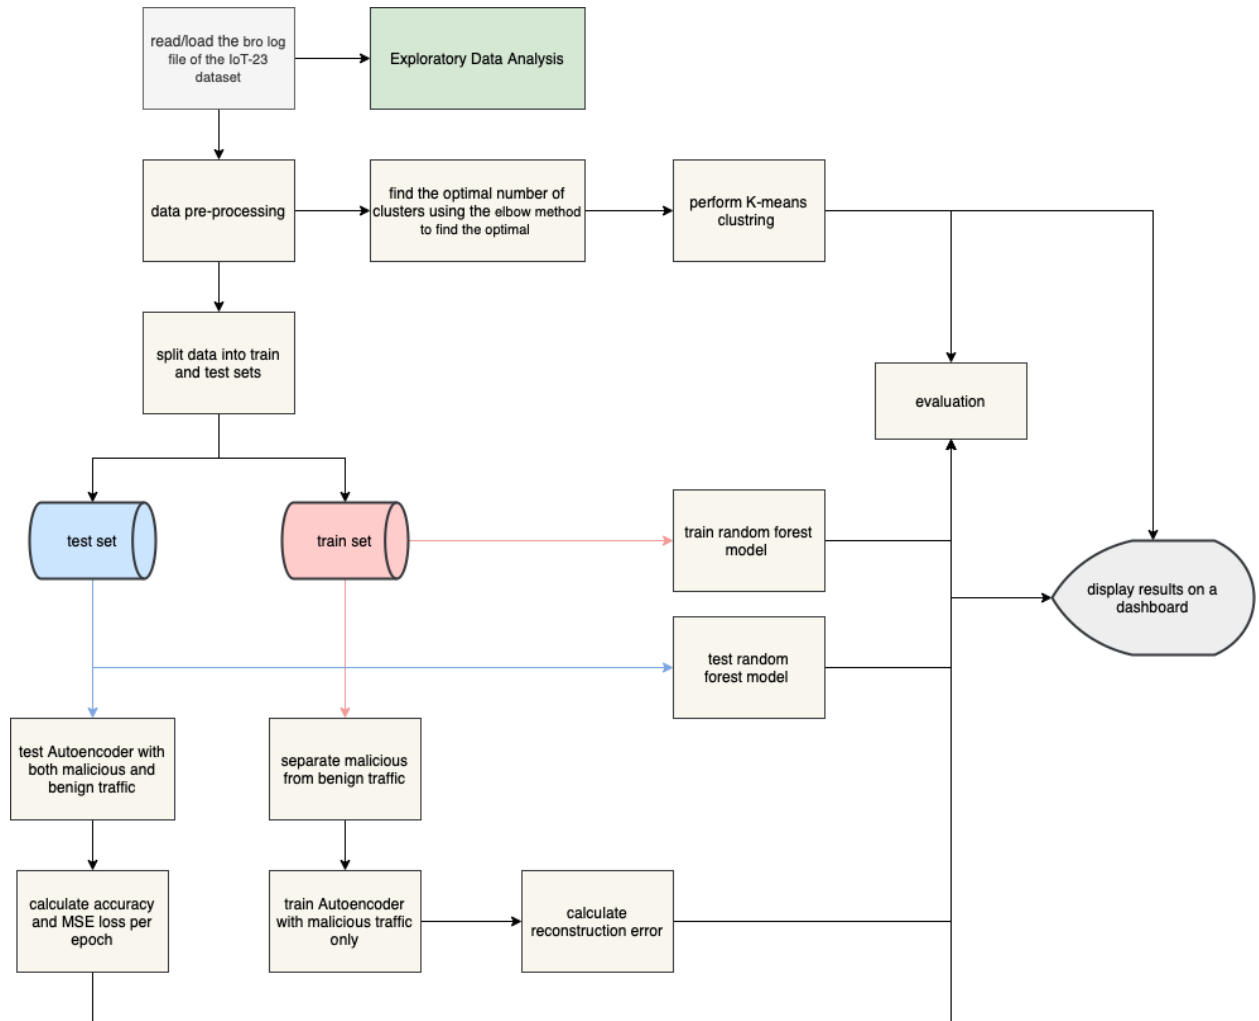 read/load the bro log
file of the IoT-23
dataset
Exploratory Data Analysis
data pre-processing
find the optimal number of
clusters using the elbow method
to find the optimal
perform K-means
clustring
split data into train
and test sets
evaluation
test set
train set
train random forest
model
display results on a
dashboard
test random
forest model
test Autoencoder with
both malicious and
benign traffic
separate malicious
from benign traffic
calculate accuracy
and MSE loss per
epoch
train Autoencoder
with malicious traffic
only
calculate
reconstruction error